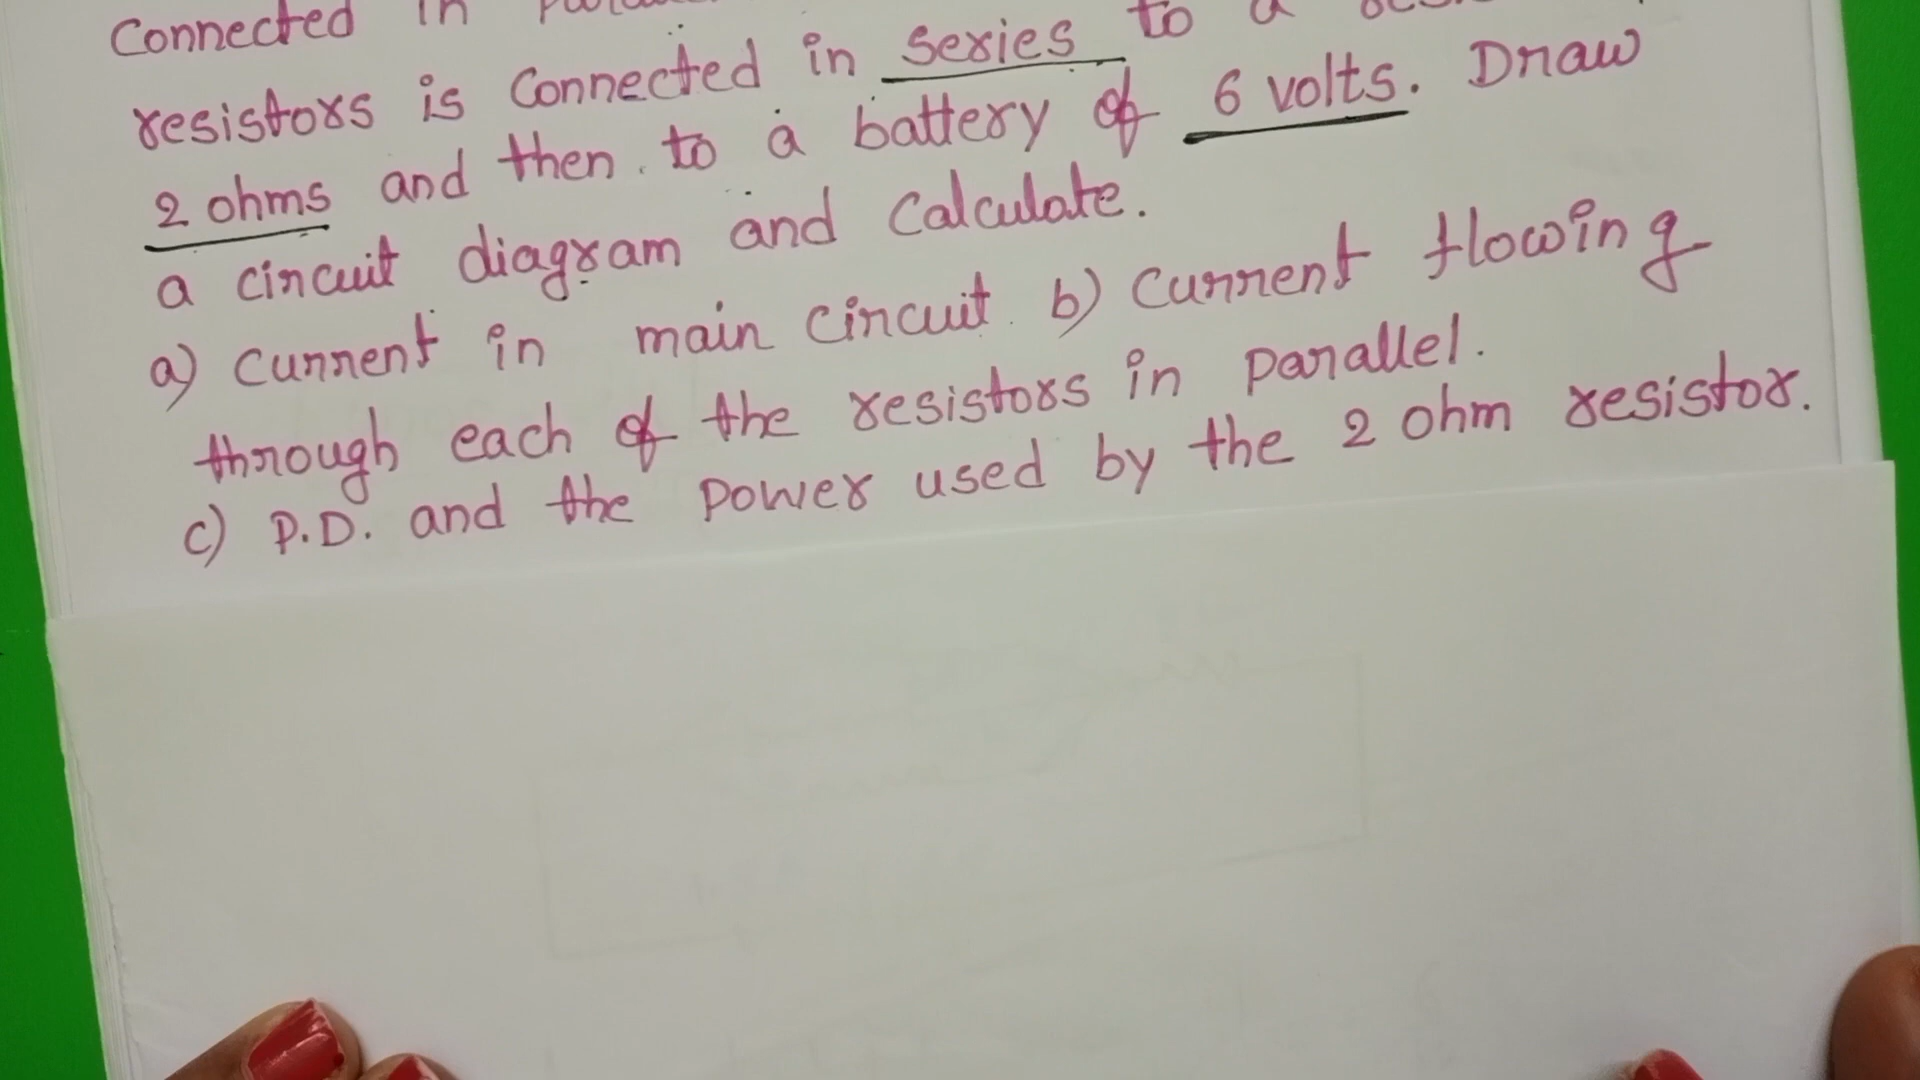 Connected in
resistors is Connected in series to a
2 ohms and then to a battery of 6 volts. Draw
a circuit diagram and Calculate.
a) Current in main circuit b) Current flowing
through each of the resistors in parallel.
c) P.D. and the power used by the 2 ohm resistor.